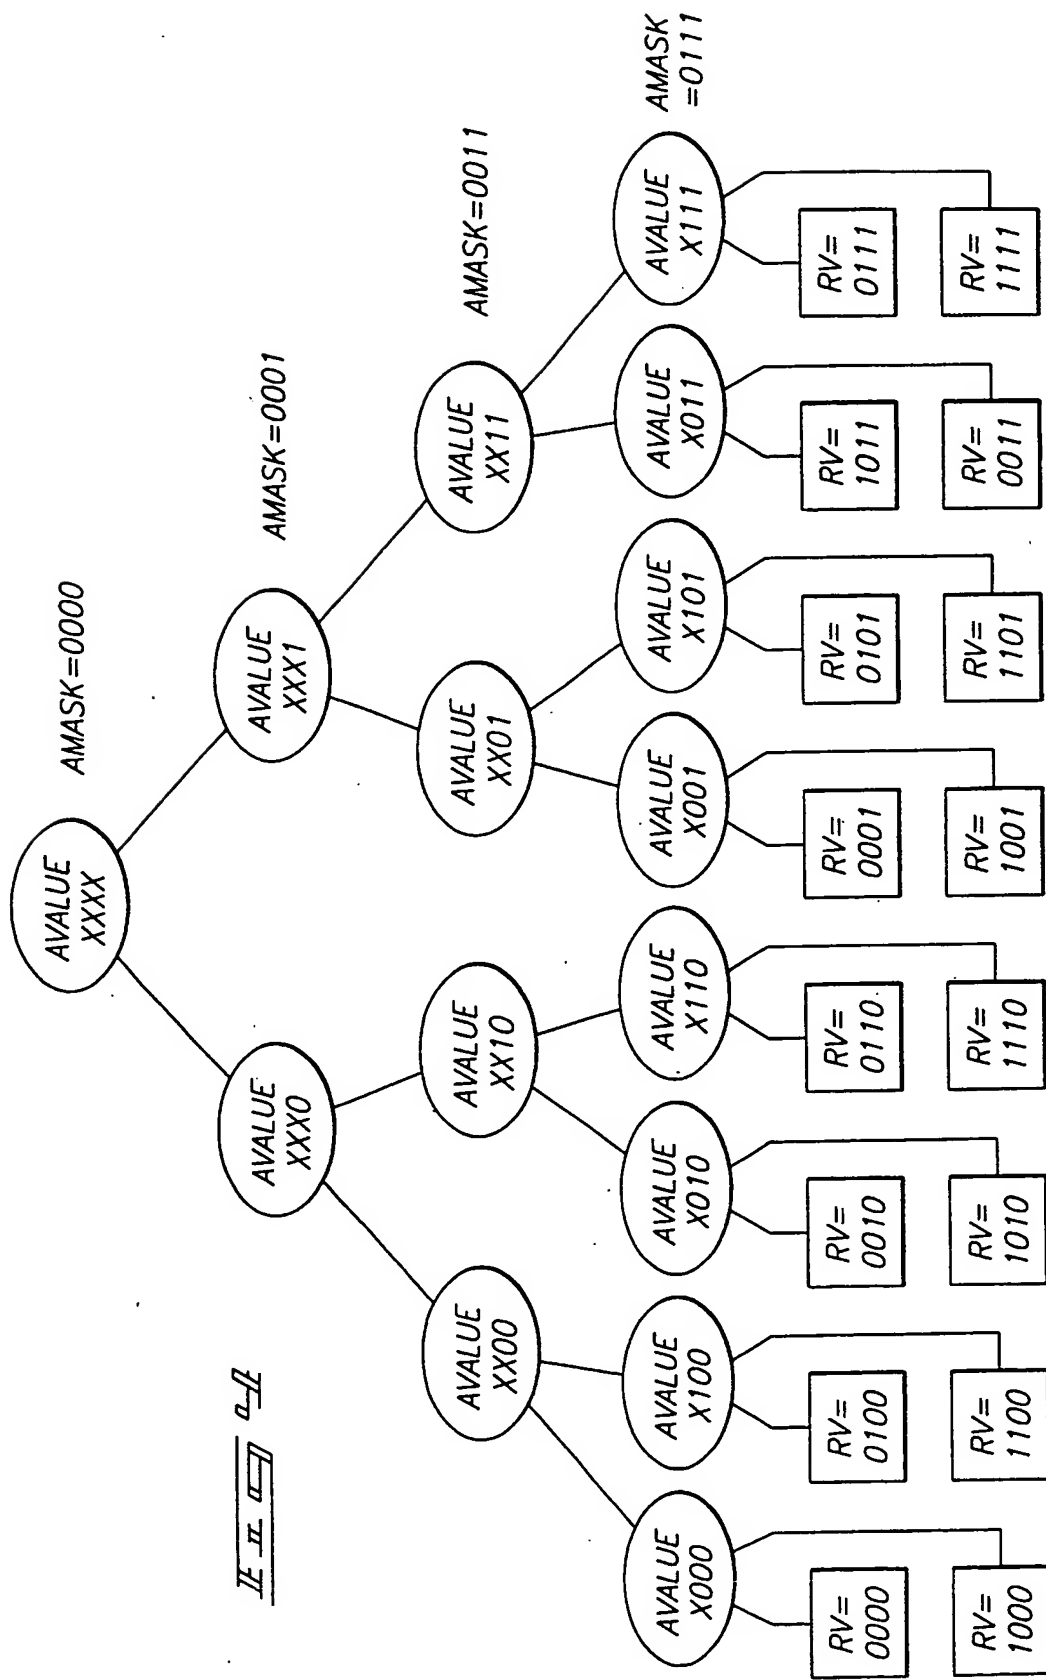 AVALUE
XXXX
AMASK=0000
Fig 4
AVALUE
XXX0
AVALUE
XXX1
AMASK=0001
AVALUE
XX00
AVALUE
XX10
AVALUE
XX01
AVALUE
XX11
AMASK=0011
AVALUE
X000
AVALUE
X100
AVALUE
X010
AVALUE
X110
AVALUE
X001
AVALUE
X101
AVALUE
X011
AVALUE
X111
AMASK
=0111
RV=
0000
RV=
0100
RV=
0010
RV=
0110
RV=
0001
RV=
0101
RV=
1011
RV=
0111
RV=
1000
RV=
1100
RV=
1010
RV=
1110
RV=
1001
RV=
1101
RV=
0011
RV=
1111